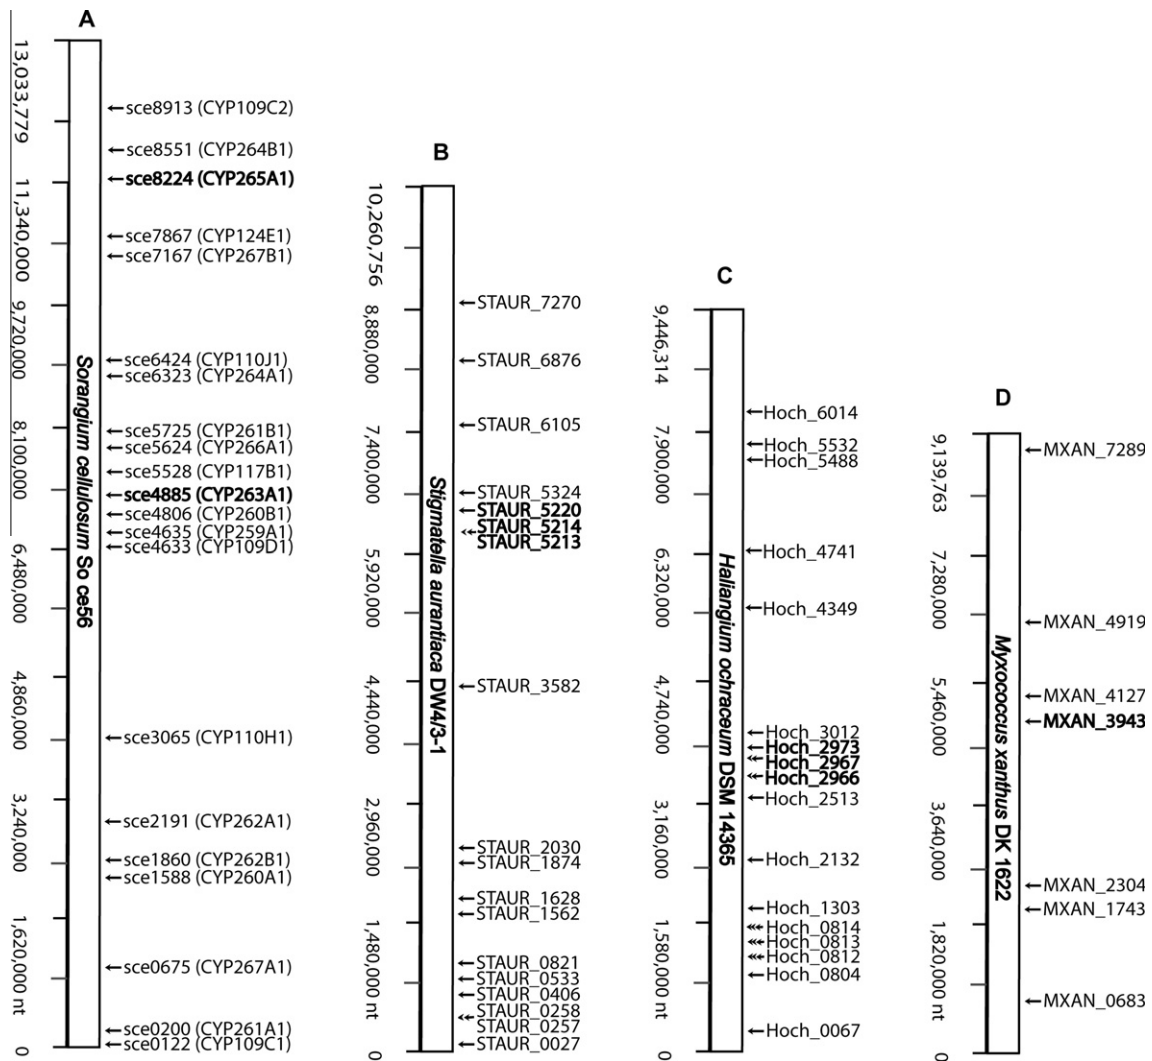 A
13,033,779
11,340,000
9,720,000
8,100,000
6,480,000
4,860,000
3,240,000
1,620,000 nt
0
Sorangium cellulosum So ce56
sce8913 (CYP109C2)
sce8551 (CYP264B1)
sce8224 (CYP265A1)
sce7867 (CYP124E1)
sce7167 (CYP267B1)
sce6424 (CYP110J1)
sce6323 (CYP264A1)
sce5725 (CYP261B1)
sce5624 (CYP266A1)
sce5528 (CYP117B1)
sce4885 (CYP263A1)
sce4806 (CYP260B1)
sce4635 (CYP259A1)
sce4633 (CYP109D1)
sce3065 (CYP110H1)
sce2191 (CYP262A1)
sce1860 (CYP262B1)
sce1588 (CYP260A1)
sce0675 (CYP267A1)
sce0200 (CYP261A1)
sce0122 (CYP109C1)
B
10,260,756
8,880,000
7,400,000
5,920,000
4,440,000
2,960,000
1,480,000 nt
0
Stigmatella aurantiaca DW4/3-1
STAUR_7270
STAUR_6876
STAUR_6105
STAUR_5324
STAUR_5220
STAUR_5214
STAUR_5213
STAUR_3582
STAUR_2030
STAUR_1874
STAUR_1628
STAUR_1562
STAUR_0821
STAUR_0533
STAUR_0406
STAUR_0258
STAUR_0257
STAUR_0027
C
9,446,314
7,900,000
6,320,000
4,740,000
3,160,000
1,580,000 nt
0
Haliangium ochraceum DSM 14365
Hoch_6014
Hoch_5532
Hoch_5488
Hoch_4741
Hoch_4349
Hoch_3012
Hoch_2973
Hoch_2967
Hoch_2966
Hoch_2513
Hoch_2132
Hoch_1303
Hoch_0814
Hoch_0813
Hoch_0812
Hoch_0804
Hoch_0067
D
9,139,763
7,280,000
5,460,000
3,640,000
1,820,000 nt
0
Myxococcus xanthus DK 1622
MXAN_7289
MXAN_4919
MXAN_4127
MXAN_3943
MXAN_2304
MXAN_1743
MXAN_0683